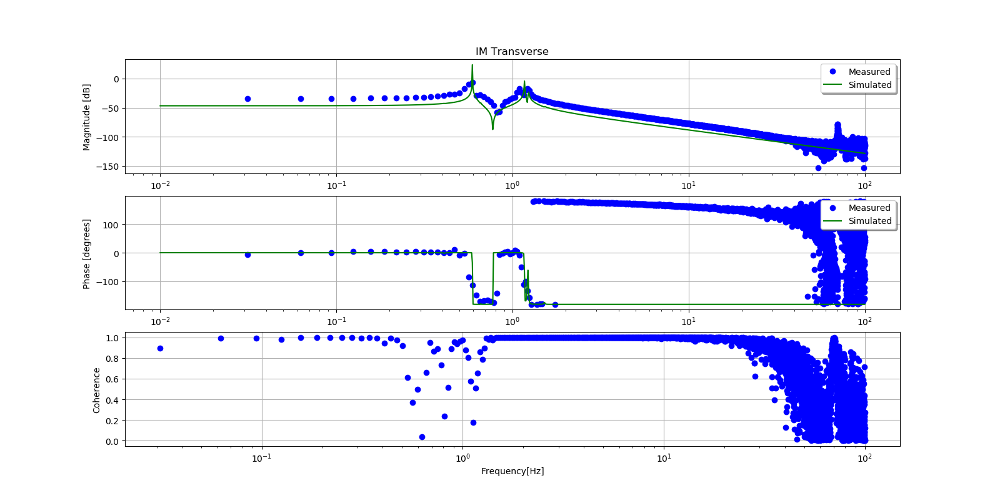 IM Transverse
Magnitude [dB]
0
−50
−100
−150
Measured
Simulated
10⁻² 10⁻¹ 10⁰ 10¹ 10²
Phase [degrees]
100
0
−100
Measured
Simulated
10⁻² 10⁻¹ 10⁰ 10¹ 10²
Coherence
1.0
0.8
0.6
0.4
0.2
0.0
10⁻¹ 10⁰ 10¹ 10²
Frequency[Hz]